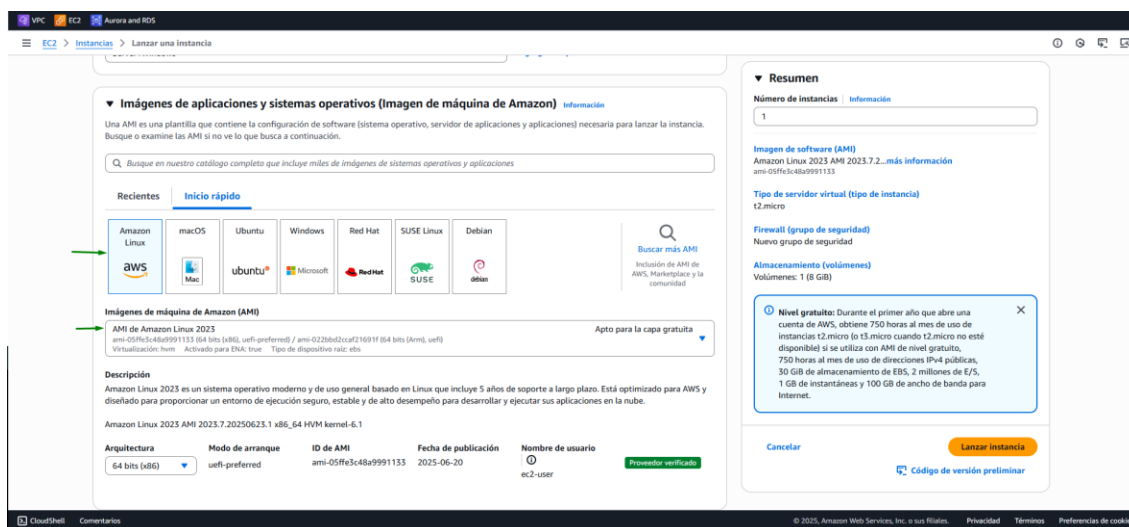 VPC EC2 Aurora and RDS
EC2 > Instancias > Lanzar una instancia
▼ Imágenes de aplicaciones y sistemas operativos (Imagen de máquina de Amazon) Información
Una AMI es una plantilla que contiene la configuración de software (sistema operativo, servidor de aplicaciones y aplicaciones) necesaria para lanzar la instancia.
Busque o examine las AMI si no ve lo que busca a continuación.
Busque en nuestro catálogo completo que incluye miles de imágenes de sistemas operativos y aplicaciones
Recientes Inicio rápido
Amazon Linux
aws
macOS
Mac
Ubuntu
ubuntu
Windows
Microsoft
Red Hat
Red Hat
SUSE Linux
SUSE
Debian
debian
Buscar más AMI
Inclusión de AMI de
AWS, Marketplace y la
comunidad
Imágenes de máquina de Amazon (AMI)
AMI de Amazon Linux 2023 Apto para la capa gratuita
ami-05ffe3c48a9991133 (64 bits (x86), uefi-preferred) / ami-022bbd2ccaf21691f (64 bits (Arm), uefi)
Virtualización: hvm Activado para ENA: true Tipo de dispositivo raíz: ebs
Descripción
Amazon Linux 2023 es un sistema operativo moderno y de uso general basado en Linux que incluye 5 años de soporte a largo plazo. Está optimizado para AWS y
diseñado para proporcionar un entorno de ejecución seguro, estable y de alto desempeño para desarrollar y ejecutar sus aplicaciones en la nube.
Amazon Linux 2023 AMI 2023.7.20250623.1 x86_64 HVM kernel-6.1
Arquitectura Modo de arranque ID de AMI Fecha de publicación Nombre de usuario
64 bits (x86) uefi-preferred ami-05ffe3c48a9991133 2025-06-20 ec2-user Proveedor verificado
▼ Resumen
Número de instancias Información
1
Imagen de software (AMI)
Amazon Linux 2023 AMI 2023.7.2...más información
ami-05ffe3c48a9991133
Tipo de servidor virtual (tipo de instancia)
t2.micro
Firewall (grupo de seguridad)
Nuevo grupo de seguridad
Almacenamiento (volúmenes)
Volúmenes: 1 (8 GiB)
Nivel gratuito: Durante el primer año que abre una
cuenta de AWS, obtiene 750 horas al mes de uso de
instancias t2.micro (o t3.micro cuando t2.micro no esté
disponible) si se utiliza con AMI de nivel gratuito,
750 horas al mes de uso de direcciones IPv4 públicas,
30 GiB de almacenamiento de EBS, 2 millones de E/S,
1 GB de instantáneas y 100 GB de ancho de banda para
Internet.
Cancelar Lanzar instancia
Código de versión preliminar
CloudShell Comentarios © 2025, Amazon Web Services, Inc. o sus filiales. Privacidad Términos Preferencias de